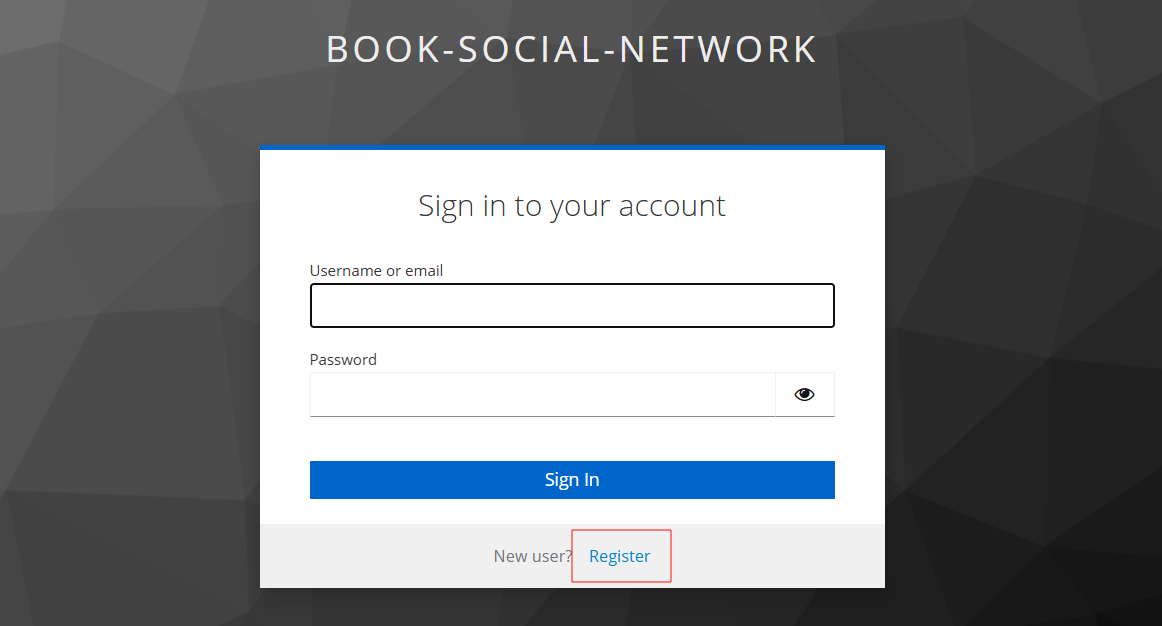 BOOK-SOCIAL-NETWORK
Sign in to your account
Username or email
Password
Sign In
New user? Register